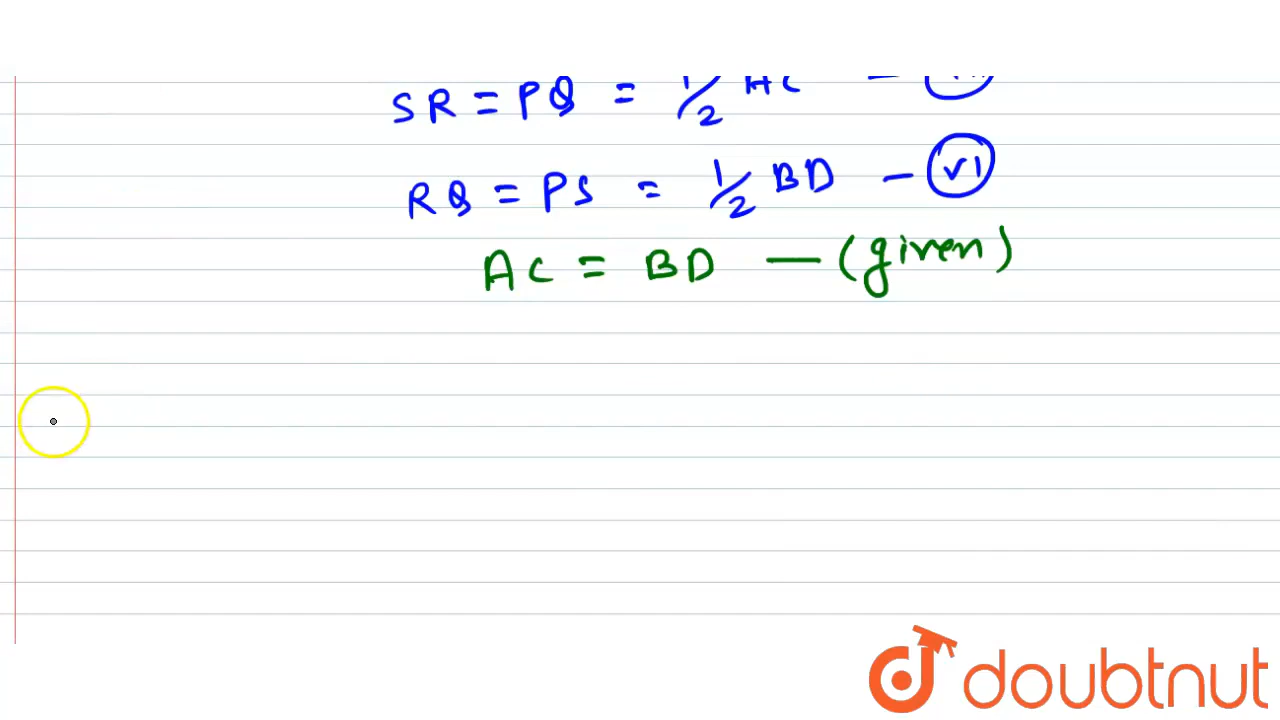 SR = PQ = 1/2 AC —
RQ = PS = 1/2 BD — VI
AC = BD — (given)
doubtnut